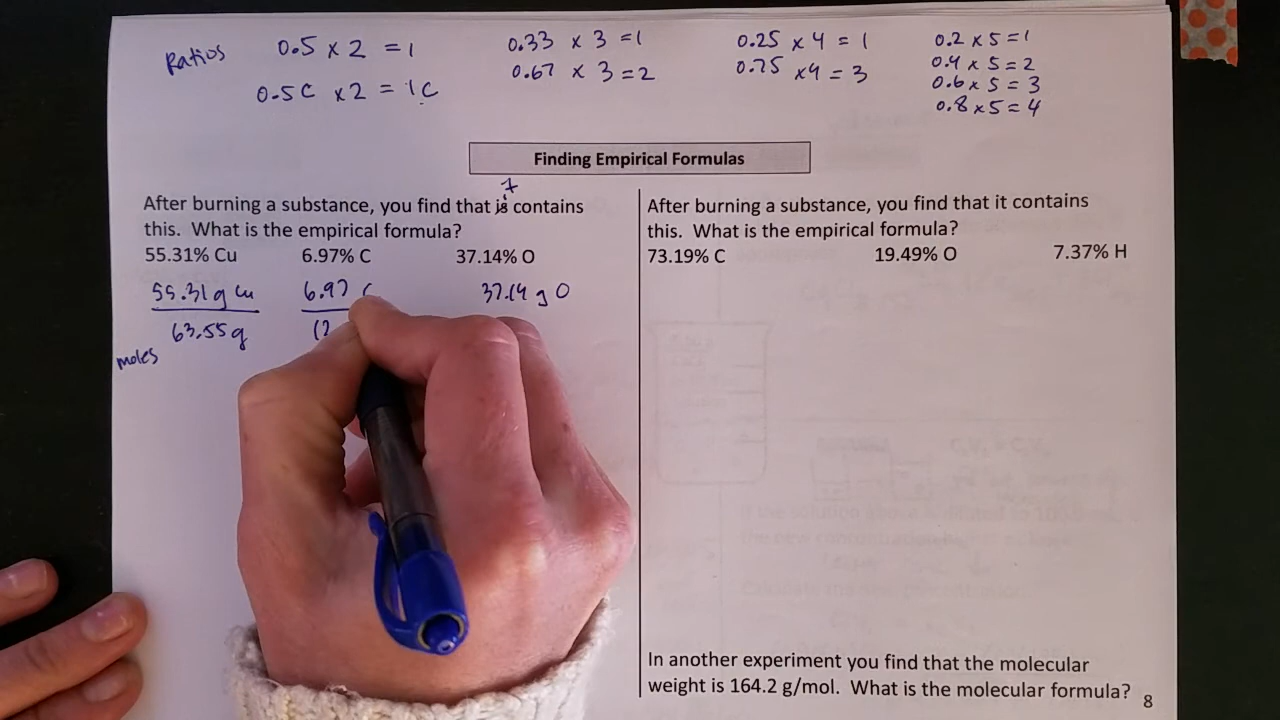 Ratios 0.5 x 2 = 1 0.33 x 3 = 1 0.25 x 4 = 1 0.2 x 5 = 1
0.67 x 3 = 2 0.75 x 4 = 3 0.4 x 5 = 2
0.5C x 2 = 1C 0.6 x 5 = 3
0.8 x 5 = 4
Finding Empirical Formulas
After burning a substance, you find that is contains
this. What is the empirical formula?
55.31% Cu 6.97% C 37.14% O
55.31 g Cu 6.97 37.14 g O
63.55 g 12
moles
After burning a substance, you find that it contains
this. What is the empirical formula?
73.19% C 19.49% O 7.37% H
In another experiment you find that the molecular
weight is 164.2 g/mol. What is the molecular formula?
8